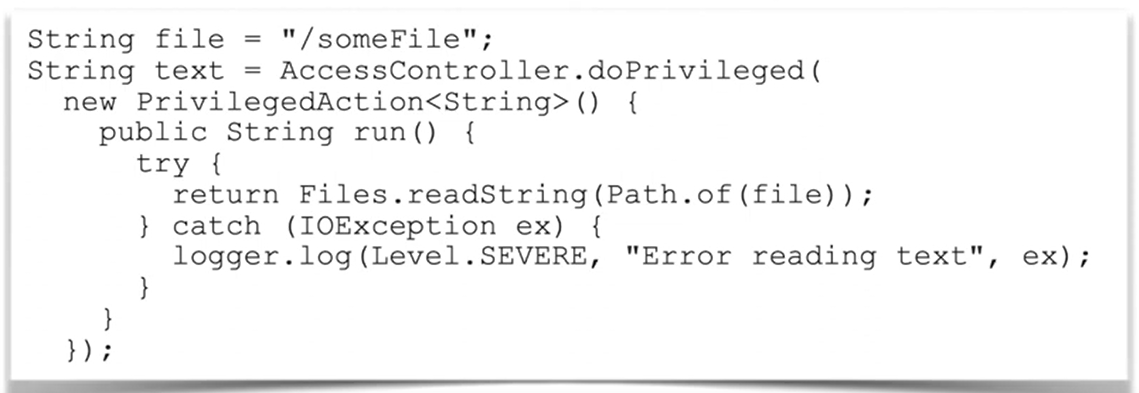 String file = "/someFile";
String text = AccessController.doPrivileged(
  new PrivilegedAction<String>() {
    public String run() {
      try {
        return Files.readString(Path.of(file));
      } catch (IOException ex) {
        logger.log(Level.SEVERE, "Error reading text", ex);
      }
    }
  });